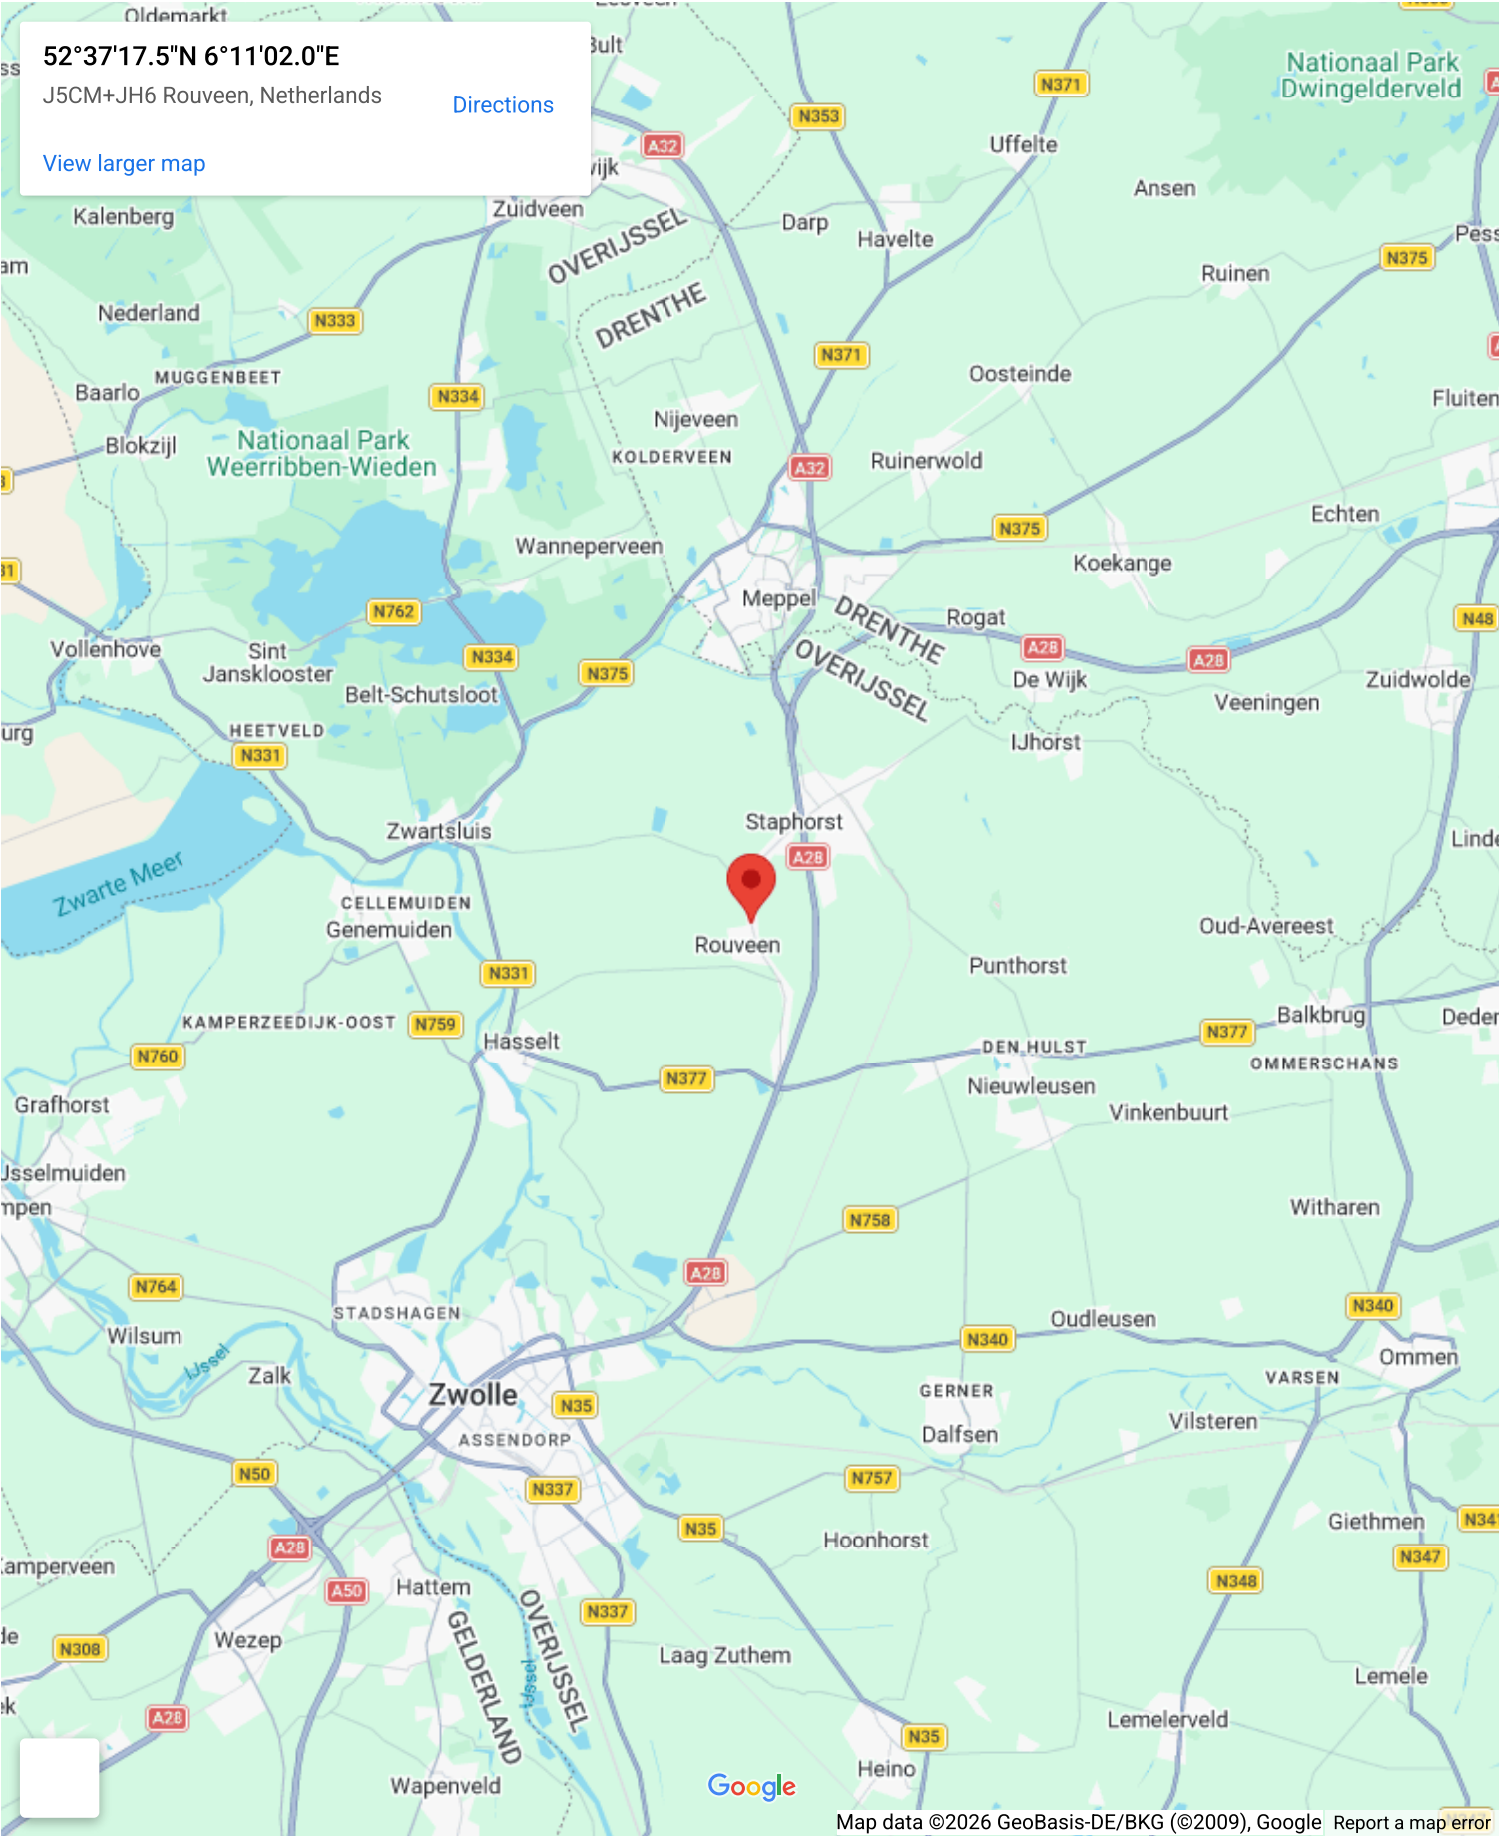 Oldemarkt
52°37'17.5"N 6°11'02.0"E
J5CM+JH6 Rouveen, Netherlands
Directions
View larger map
Nationaal Park
Dwingelderveld
N371
N353
A32
Uffelte
Ansen
Kalenberg
Zuidveen
OVERIJSSEL
Darp
Havelte
N375
Ruinen
DRENTHE
Nederland
N333
N371
MUGGENBEET
Baarlo
N334
Oosteinde
Nijeveen
Blokzijl
Nationaal Park
Weerribben-Wieden
KOLDERVEEN
A32
Ruinerwold
Echten
N375
Wanneperveen
Koekange
Meppel
DRENTHE
OVERIJSSEL
Rogat
N762
N48
Vollenhove
Sint
Jansklooster
N334
N375
A28
A28
De Wijk
Zuidwolde
Belt-Schutsloot
Veeningen
HEETVELD
N331
IJhorst
Zwartsluis
Staphorst
A28
Zwarte Meer
CELLEMUIDEN
Genemuiden
Rouveen
Oud-Avereest
Punthorst
N331
KAMPERZEEDIJK-OOST
N759
Hasselt
Balkbrug
N377
N760
DEN HULST
OMMERSCHANS
N377
Nieuwleusen
Grafhorst
Vinkenbuurt
Witharen
N758
A28
N764
STADSHAGEN
N340
Oudleusen
Wilsum
IJssel
N340
Ommen
Zalk
Zwolle
GERNER
VARSEN
N35
Dalfsen
Vilsteren
ASSENDORP
N50
N757
N337
N35
Hoonhorst
Giethmen
A28
N347
Hattem
A50
N348
N337
OVERIJSSEL
GELDERLAND
IJssel
N308
Wezep
Laag Zuthem
Lemele
A28
Lemelerveld
N35
Heino
Wapenveld
Google
Map data ©2026 GeoBasis-DE/BKG (©2009), Google
Report a map error